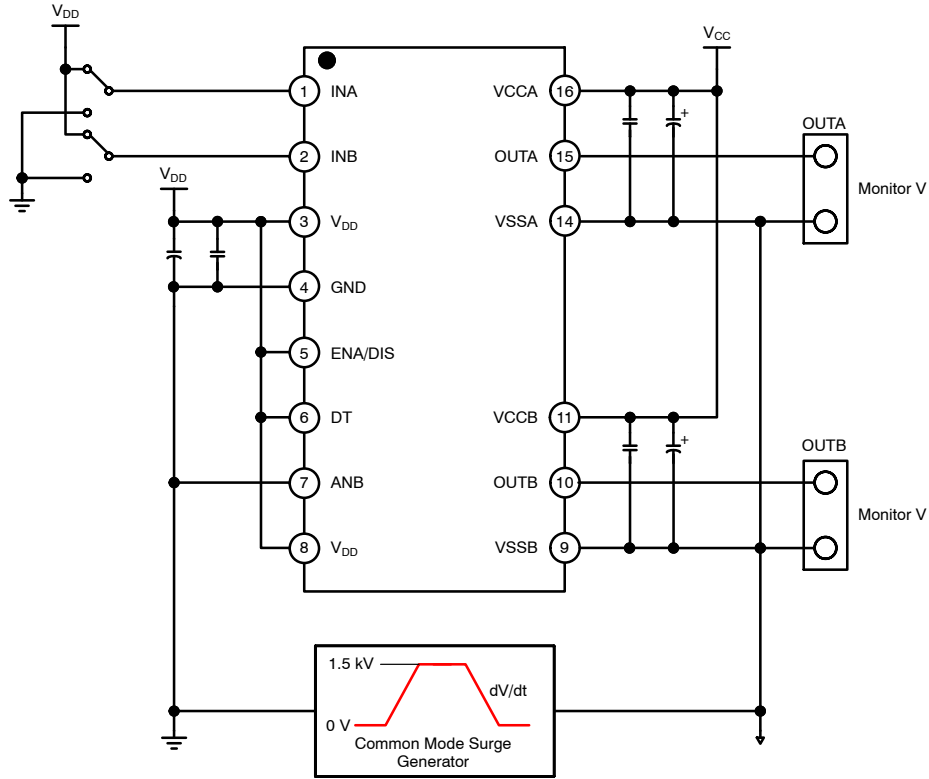 VDD
VCC
1 INA
VCCA 16
OUTA
2 INB
OUTA 15
Monitor V
VDD
3 VDD
VSSA 14
4 GND
5 ENA/DIS
6 DT
VCCB 11
OUTB
7 ANB
OUTB 10
Monitor V
8 VDD
VSSB 9
1.5 kV
dV/dt
0 V
Common Mode Surge
Generator
+
+